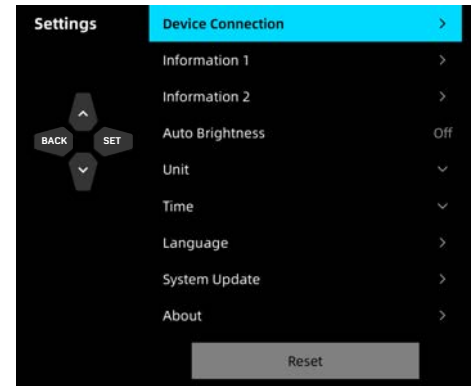 Settings
Device Connection
Information 1
Information 2
Auto Brightness Off
Unit
Time
Language
System Update
About
Reset
BACK SET